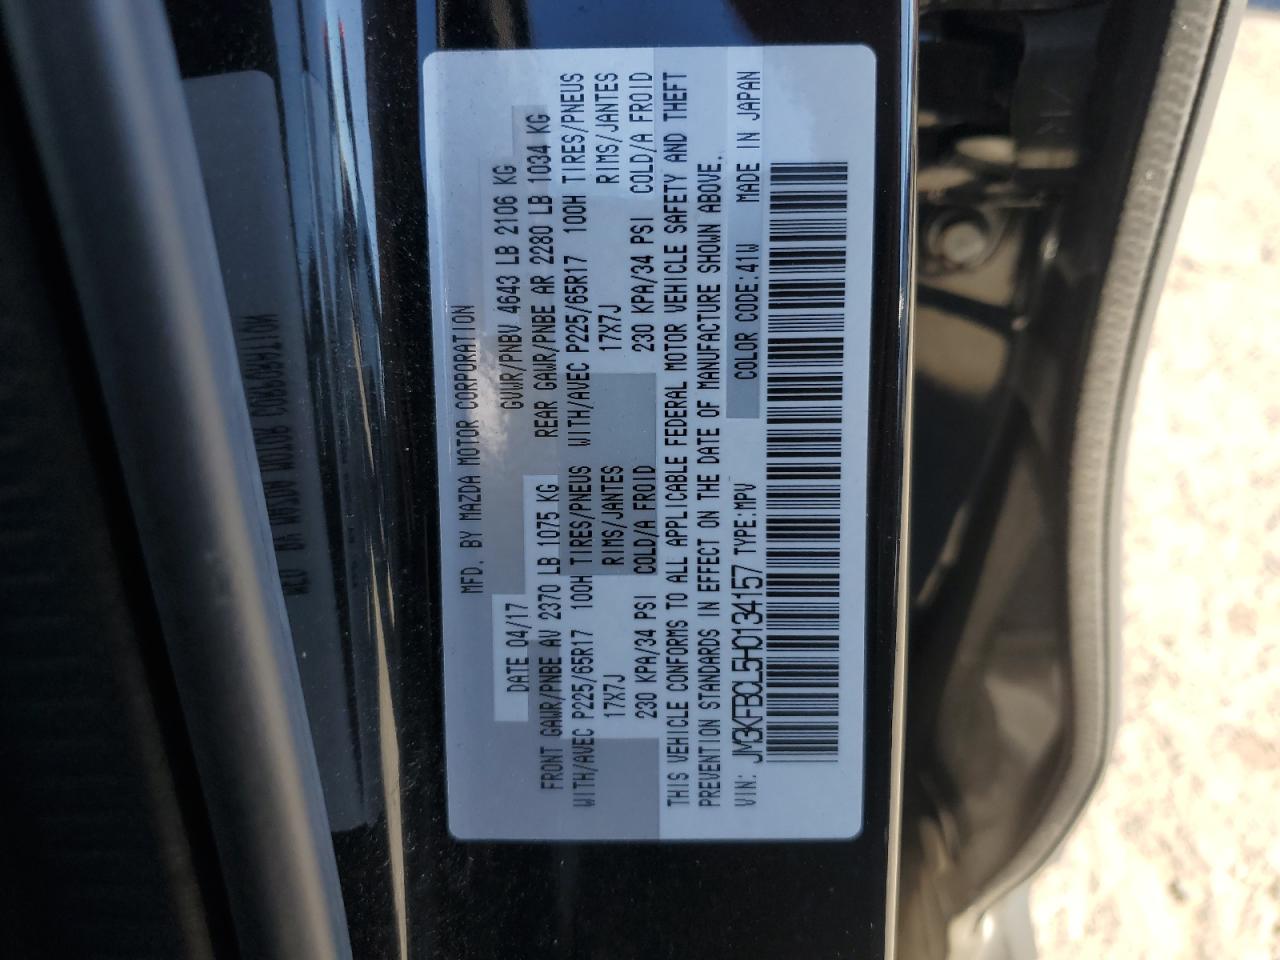 MFD. BY MAZDA MOTOR CORPORATION
DATE 04/17 GVWR/PNBV 4643 LB 2106 KG
FRONT GAWR/PNBE AV 2370 LB 1075 KG REAR GAWR/PNBE AR 2280 LB 1034 KG
WITH/AVEC P225/65R17 100H TIRES/PNEUS WITH/AVEC P225/65R17 100H TIRES/PNEUS
17X7J RIMS/JANTES 17X7J RIMS/JANTES
230 KPA/34 PSI COLD/A FROID 230 KPA/34 PSI COLD/A FROID
THIS VEHICLE CONFORMS TO ALL APPLICABLE FEDERAL MOTOR VEHICLE SAFETY AND THEFT
PREVENTION STANDARDS IN EFFECT ON THE DATE OF MANUFACTURE SHOWN ABOVE.
VIN: JM3KFBCL5H0134157 TYPE:MPV COLOR CODE:41W MADE IN JAPAN